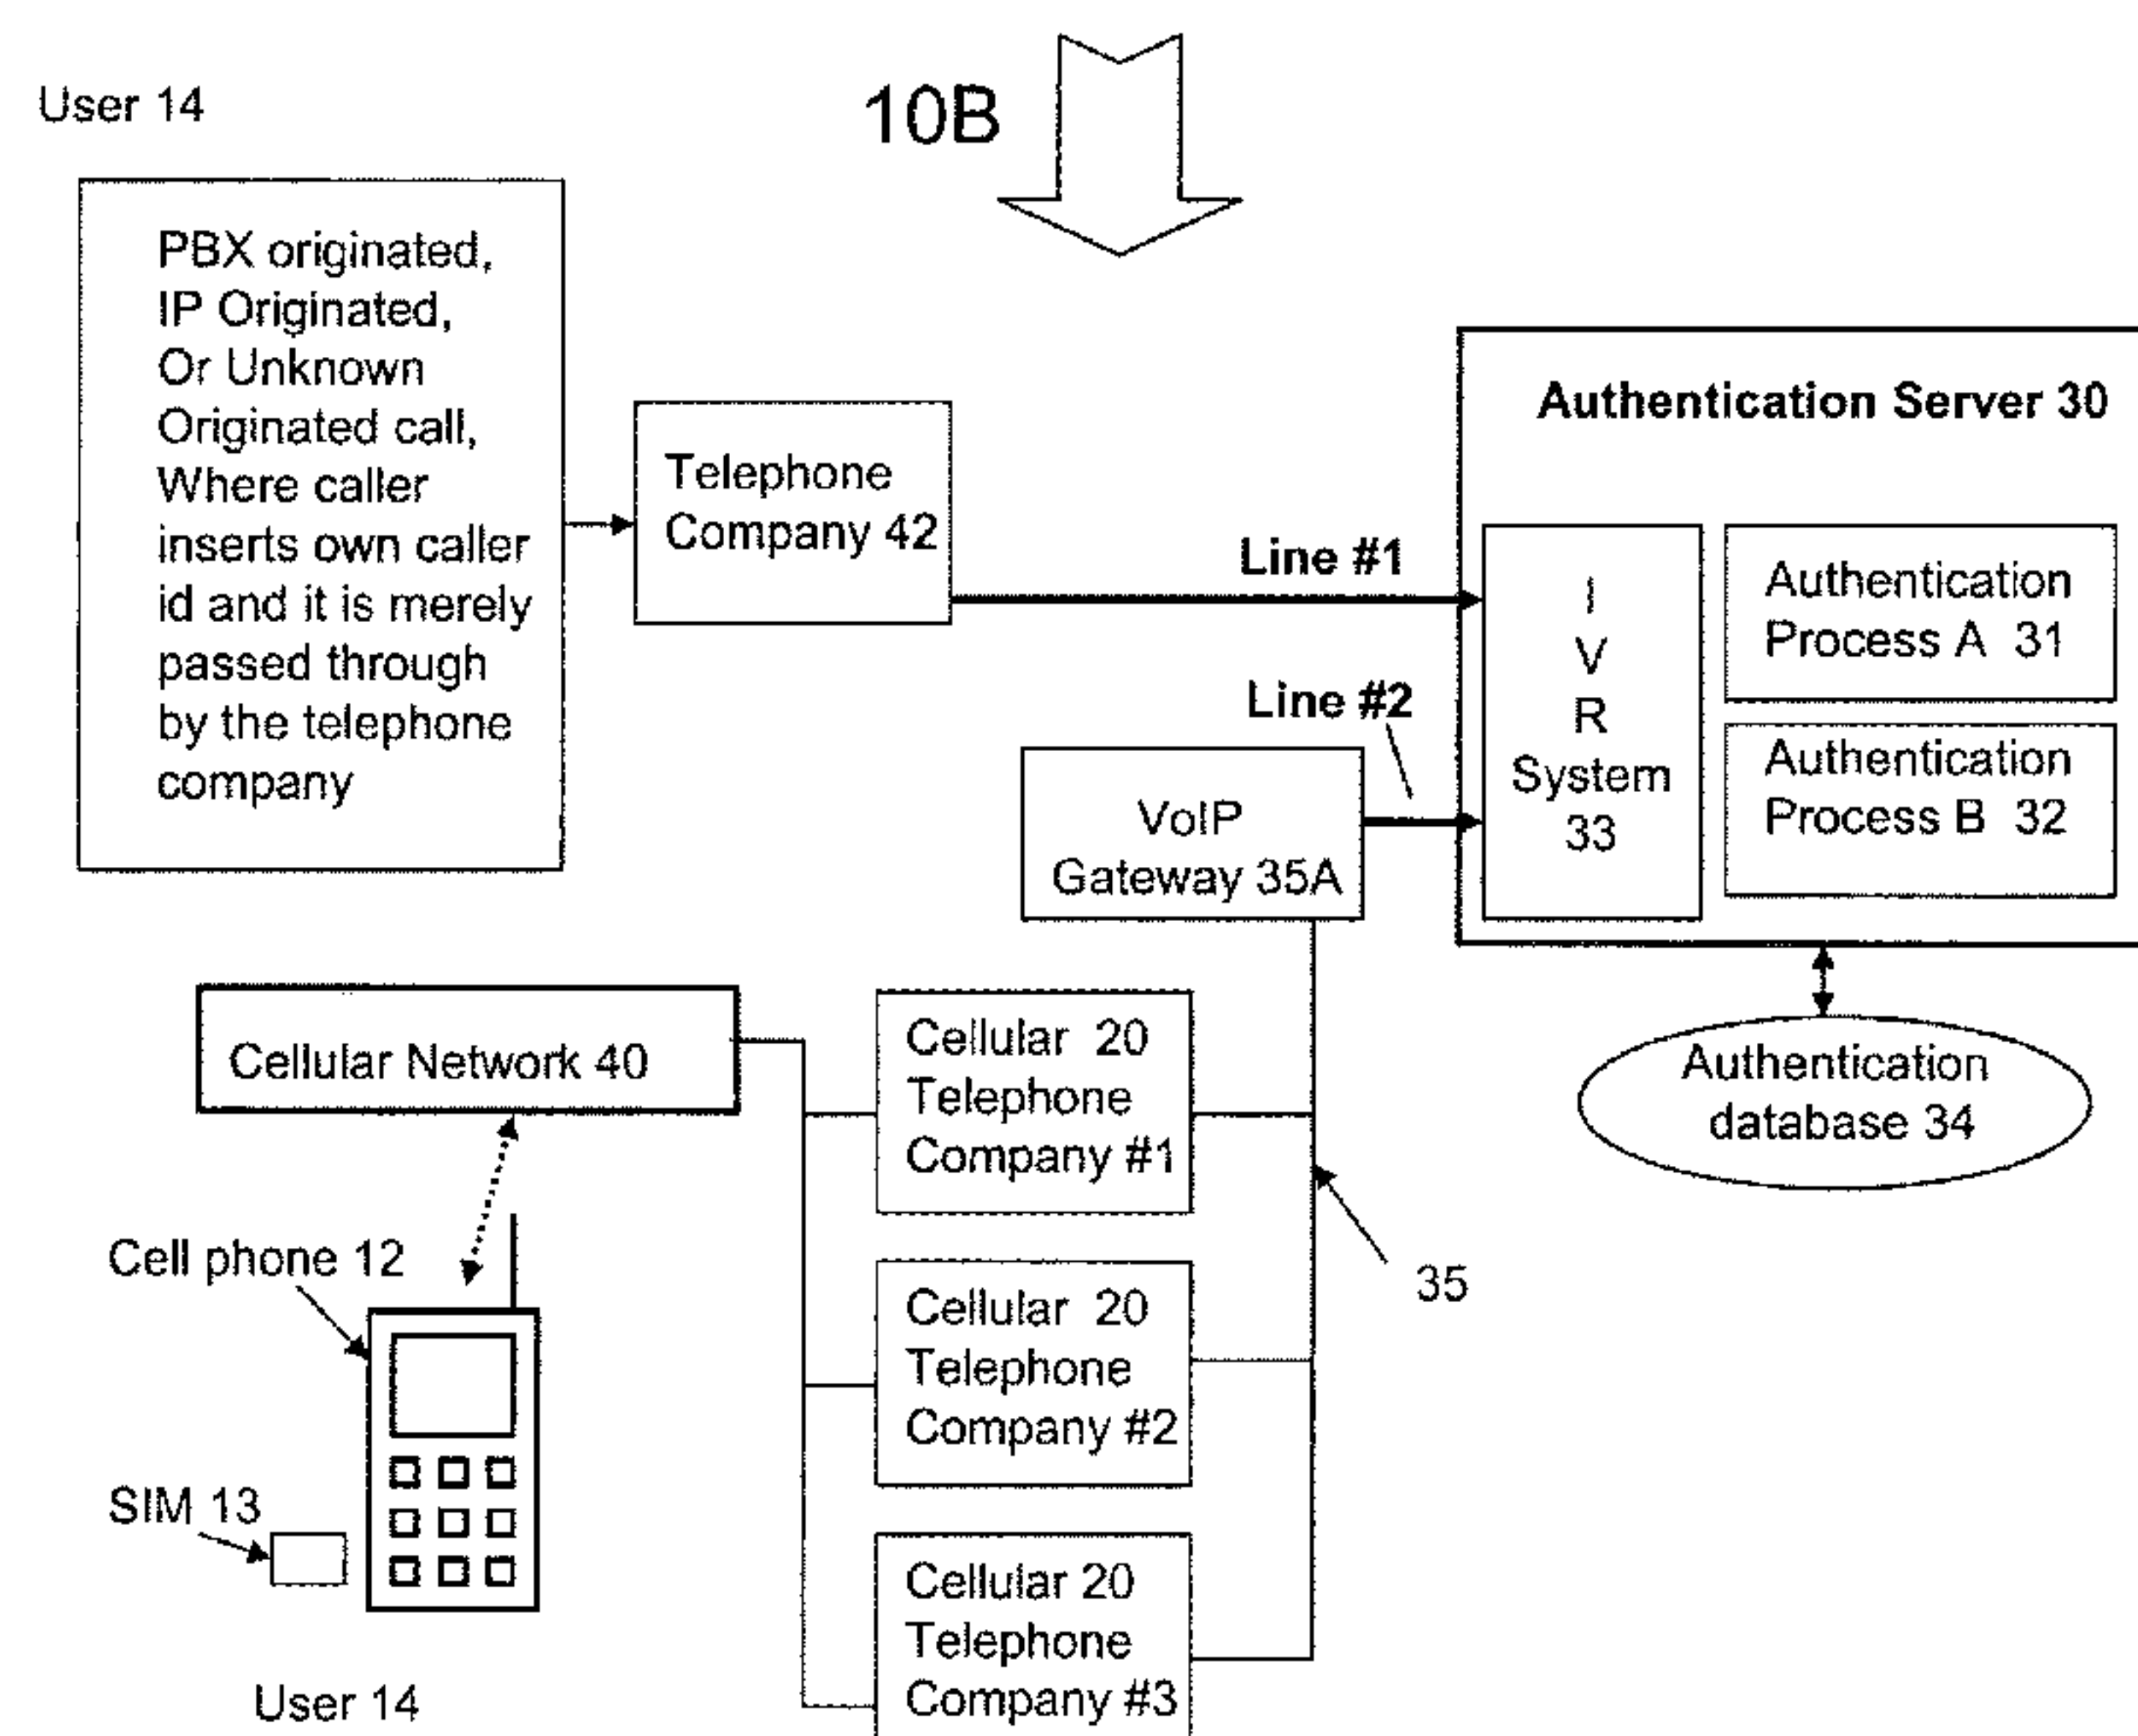 User 14
10B
PBX originated,
IP Originated,
Or Unknown
Originated call,
Where caller
inserts own caller
id and it is merely
passed through
by the telephone
company
Telephone
Company 42
Line #1
Line #2
Authentication Server 30
I
V
R
System
33
Authentication
Process A 31
Authentication
Process B 32
VoIP
Gateway 35A
Authentication
database 34
Cellular Network 40
Cellular 20
Telephone
Company #1
Cellular 20
Telephone
Company #2
Cellular 20
Telephone
Company #3
35
Cell phone 12
SIM 13
User 14